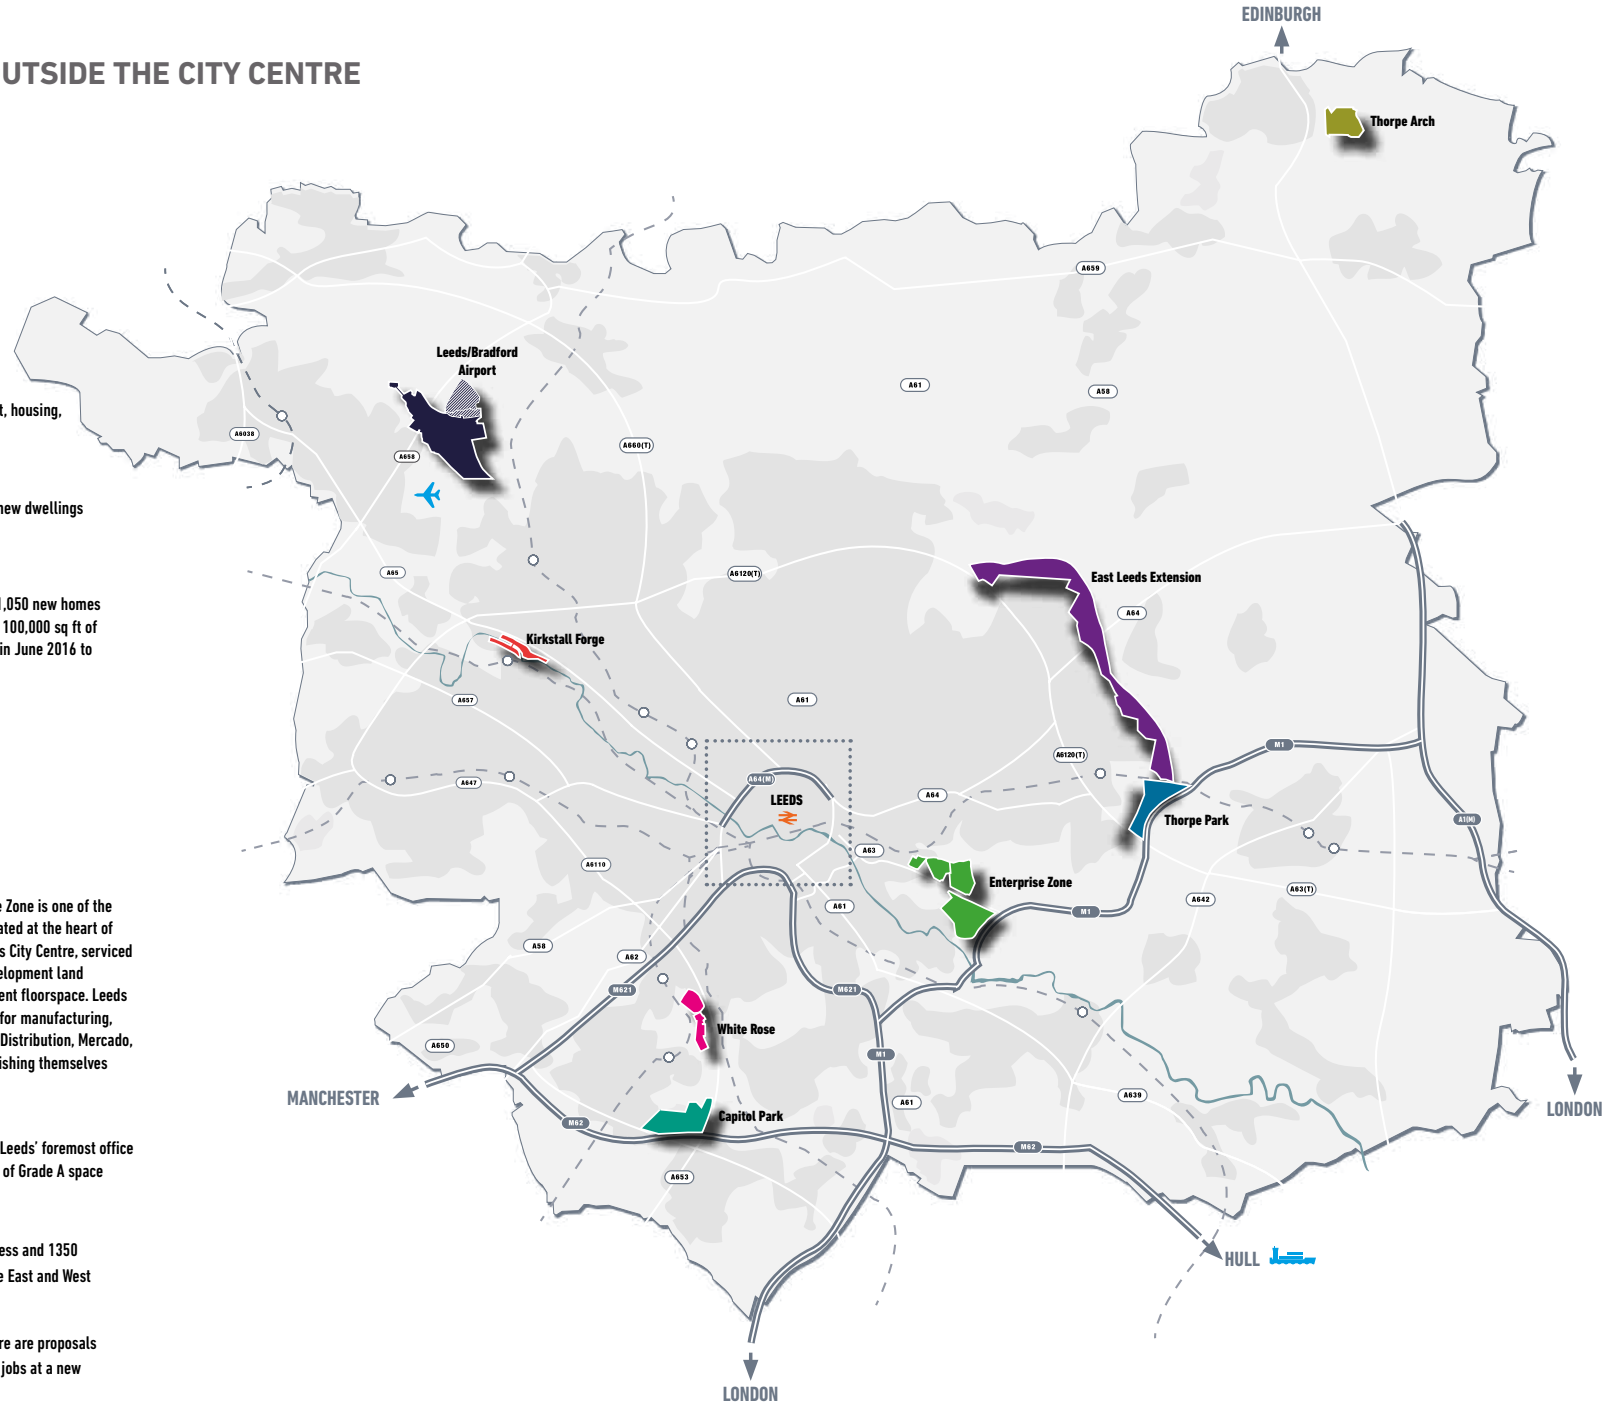 UTSIDE THE CITY CENTRE
t, housing,
new dwellings
1,050 new homes
100,000 sq ft of
in June 2016 to
e Zone is one of the
ated at the heart of
s City Centre, serviced
elopment land
ent floorspace. Leeds
for manufacturing,
Distribution, Mercado,
ishing themselves
Leeds’ foremost office
of Grade A space
ess and 1350
e East and West
re are proposals
jobs at a new
EDINBURGH
Thorpe Arch
A659
Leeds/Bradford
Airport
A61
A58
A6038
A660(T)
A658
A65
A6120(T)
East Leeds Extension
A64
Kirkstall Forge
A657
A61
A6120(T)
M1
A647
A64(M)
LEEDS
A64
Thorpe Park
A1(M)
A63
A6110
Enterprise Zone
A63(T)
A642
A61
M1
A58
A62
M621
M621
White Rose
A650
M1
MANCHESTER
A639
A61
LONDON
Capitol Park
M62
M62
A653
HULL
LONDON